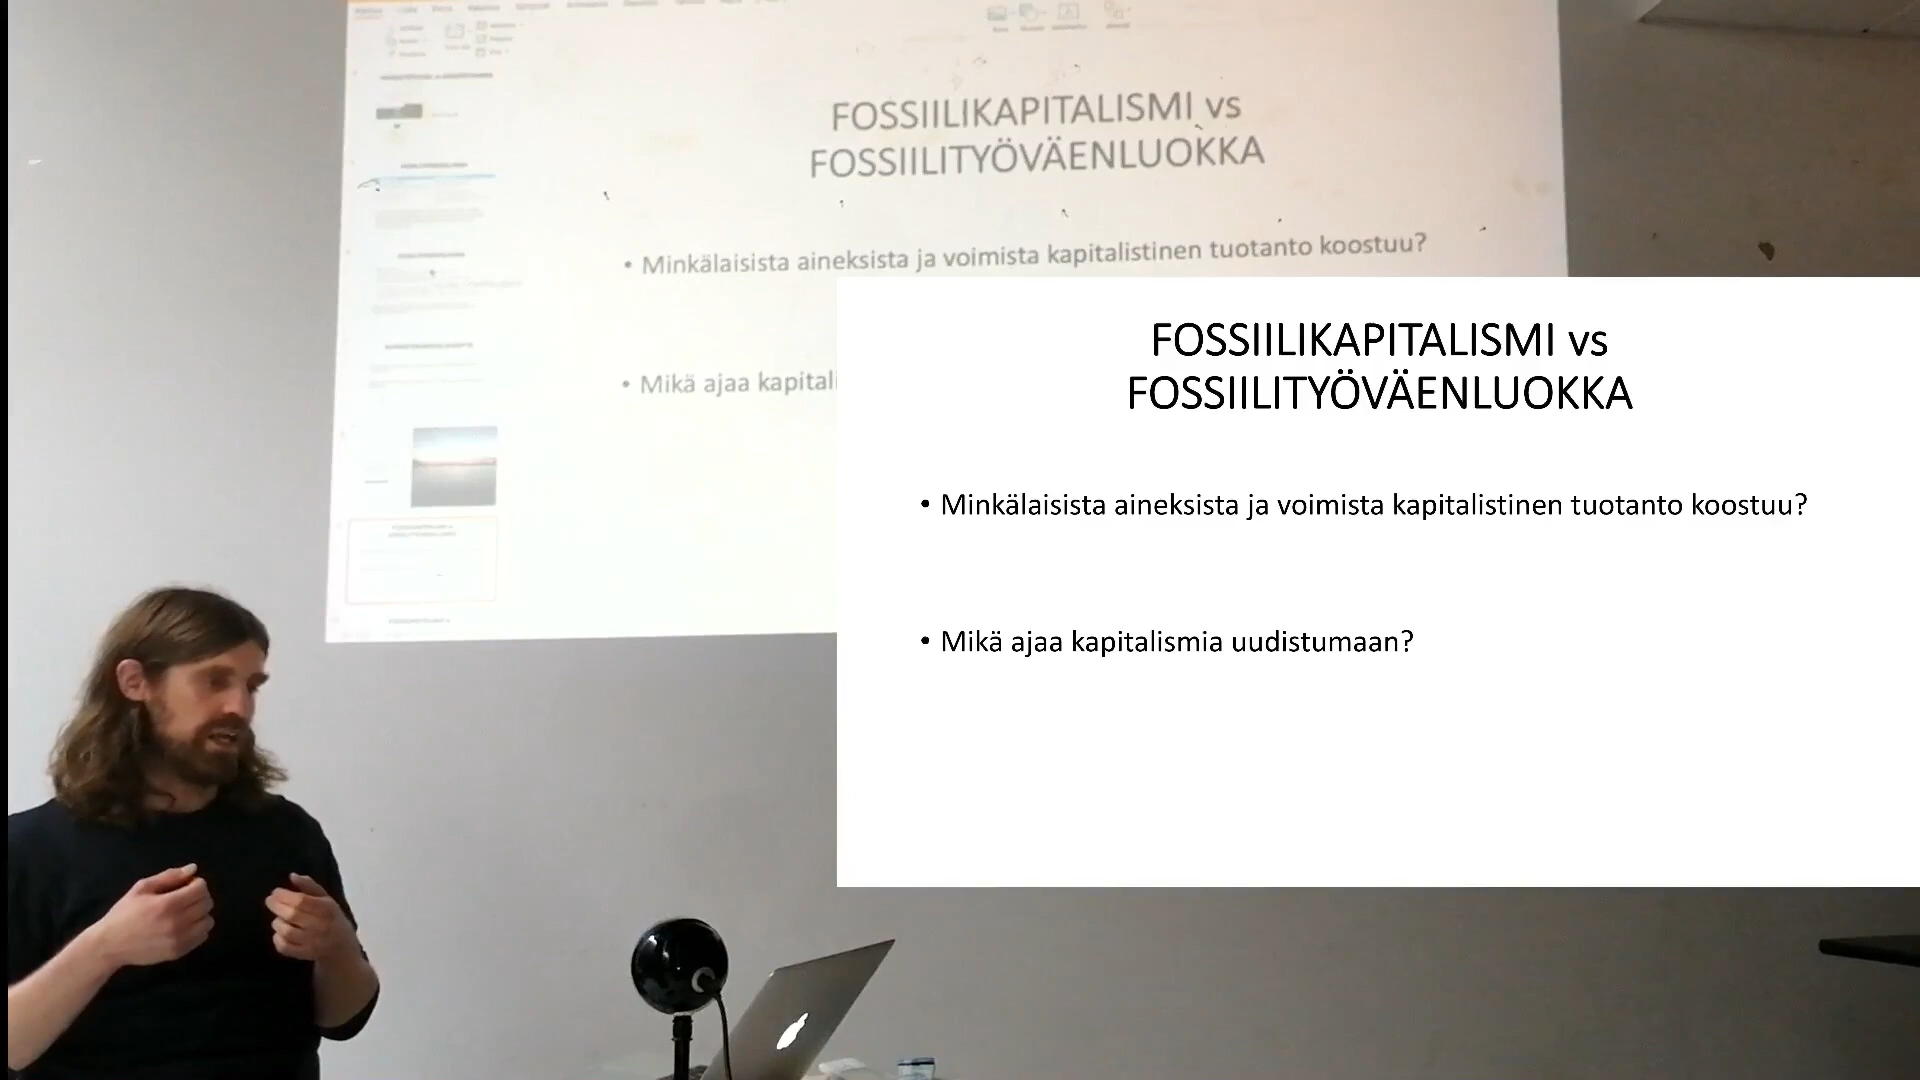 FOSSIILIKAPITALISMI vs
FOSSIILITYÖVÄENLUOKKA
• Minkälaisista aineksista ja voimista kapitalistinen tuotanto koostuu?
• Mikä ajaa kapitali
FOSSIILIKAPITALISMI vs
FOSSIILITYÖVÄENLUOKKA
• Minkälaisista aineksista ja voimista kapitalistinen tuotanto koostuu?
• Mikä ajaa kapitalismia uudistumaan?